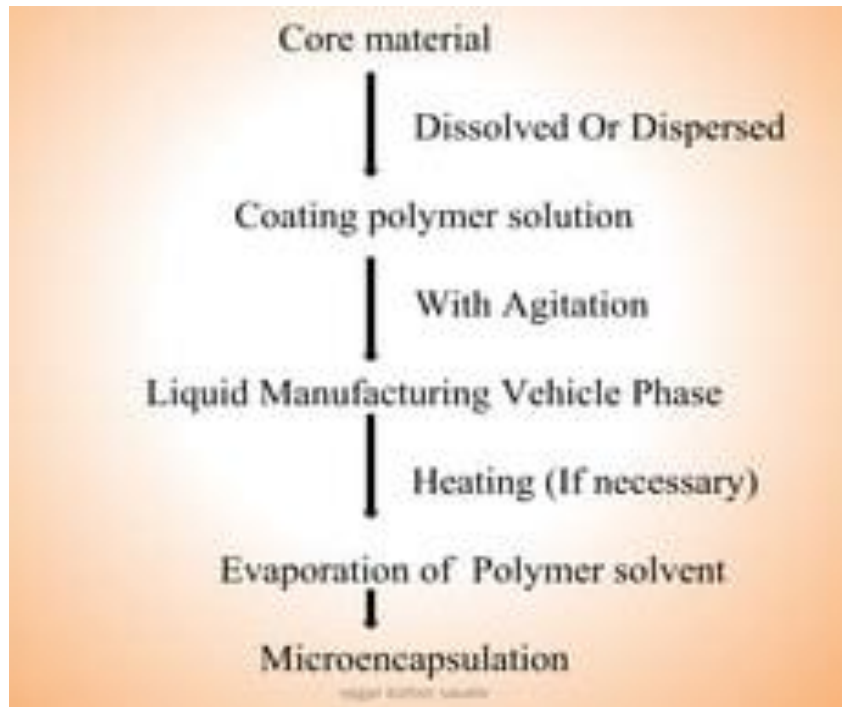 Core material
Dissolved Or Dispersed
Coating polymer solution
With Agitation
Liquid Manufacturing Vehicle Phase
Heating (If necessary)
Evaporation of Polymer solvent
Microencapsulation